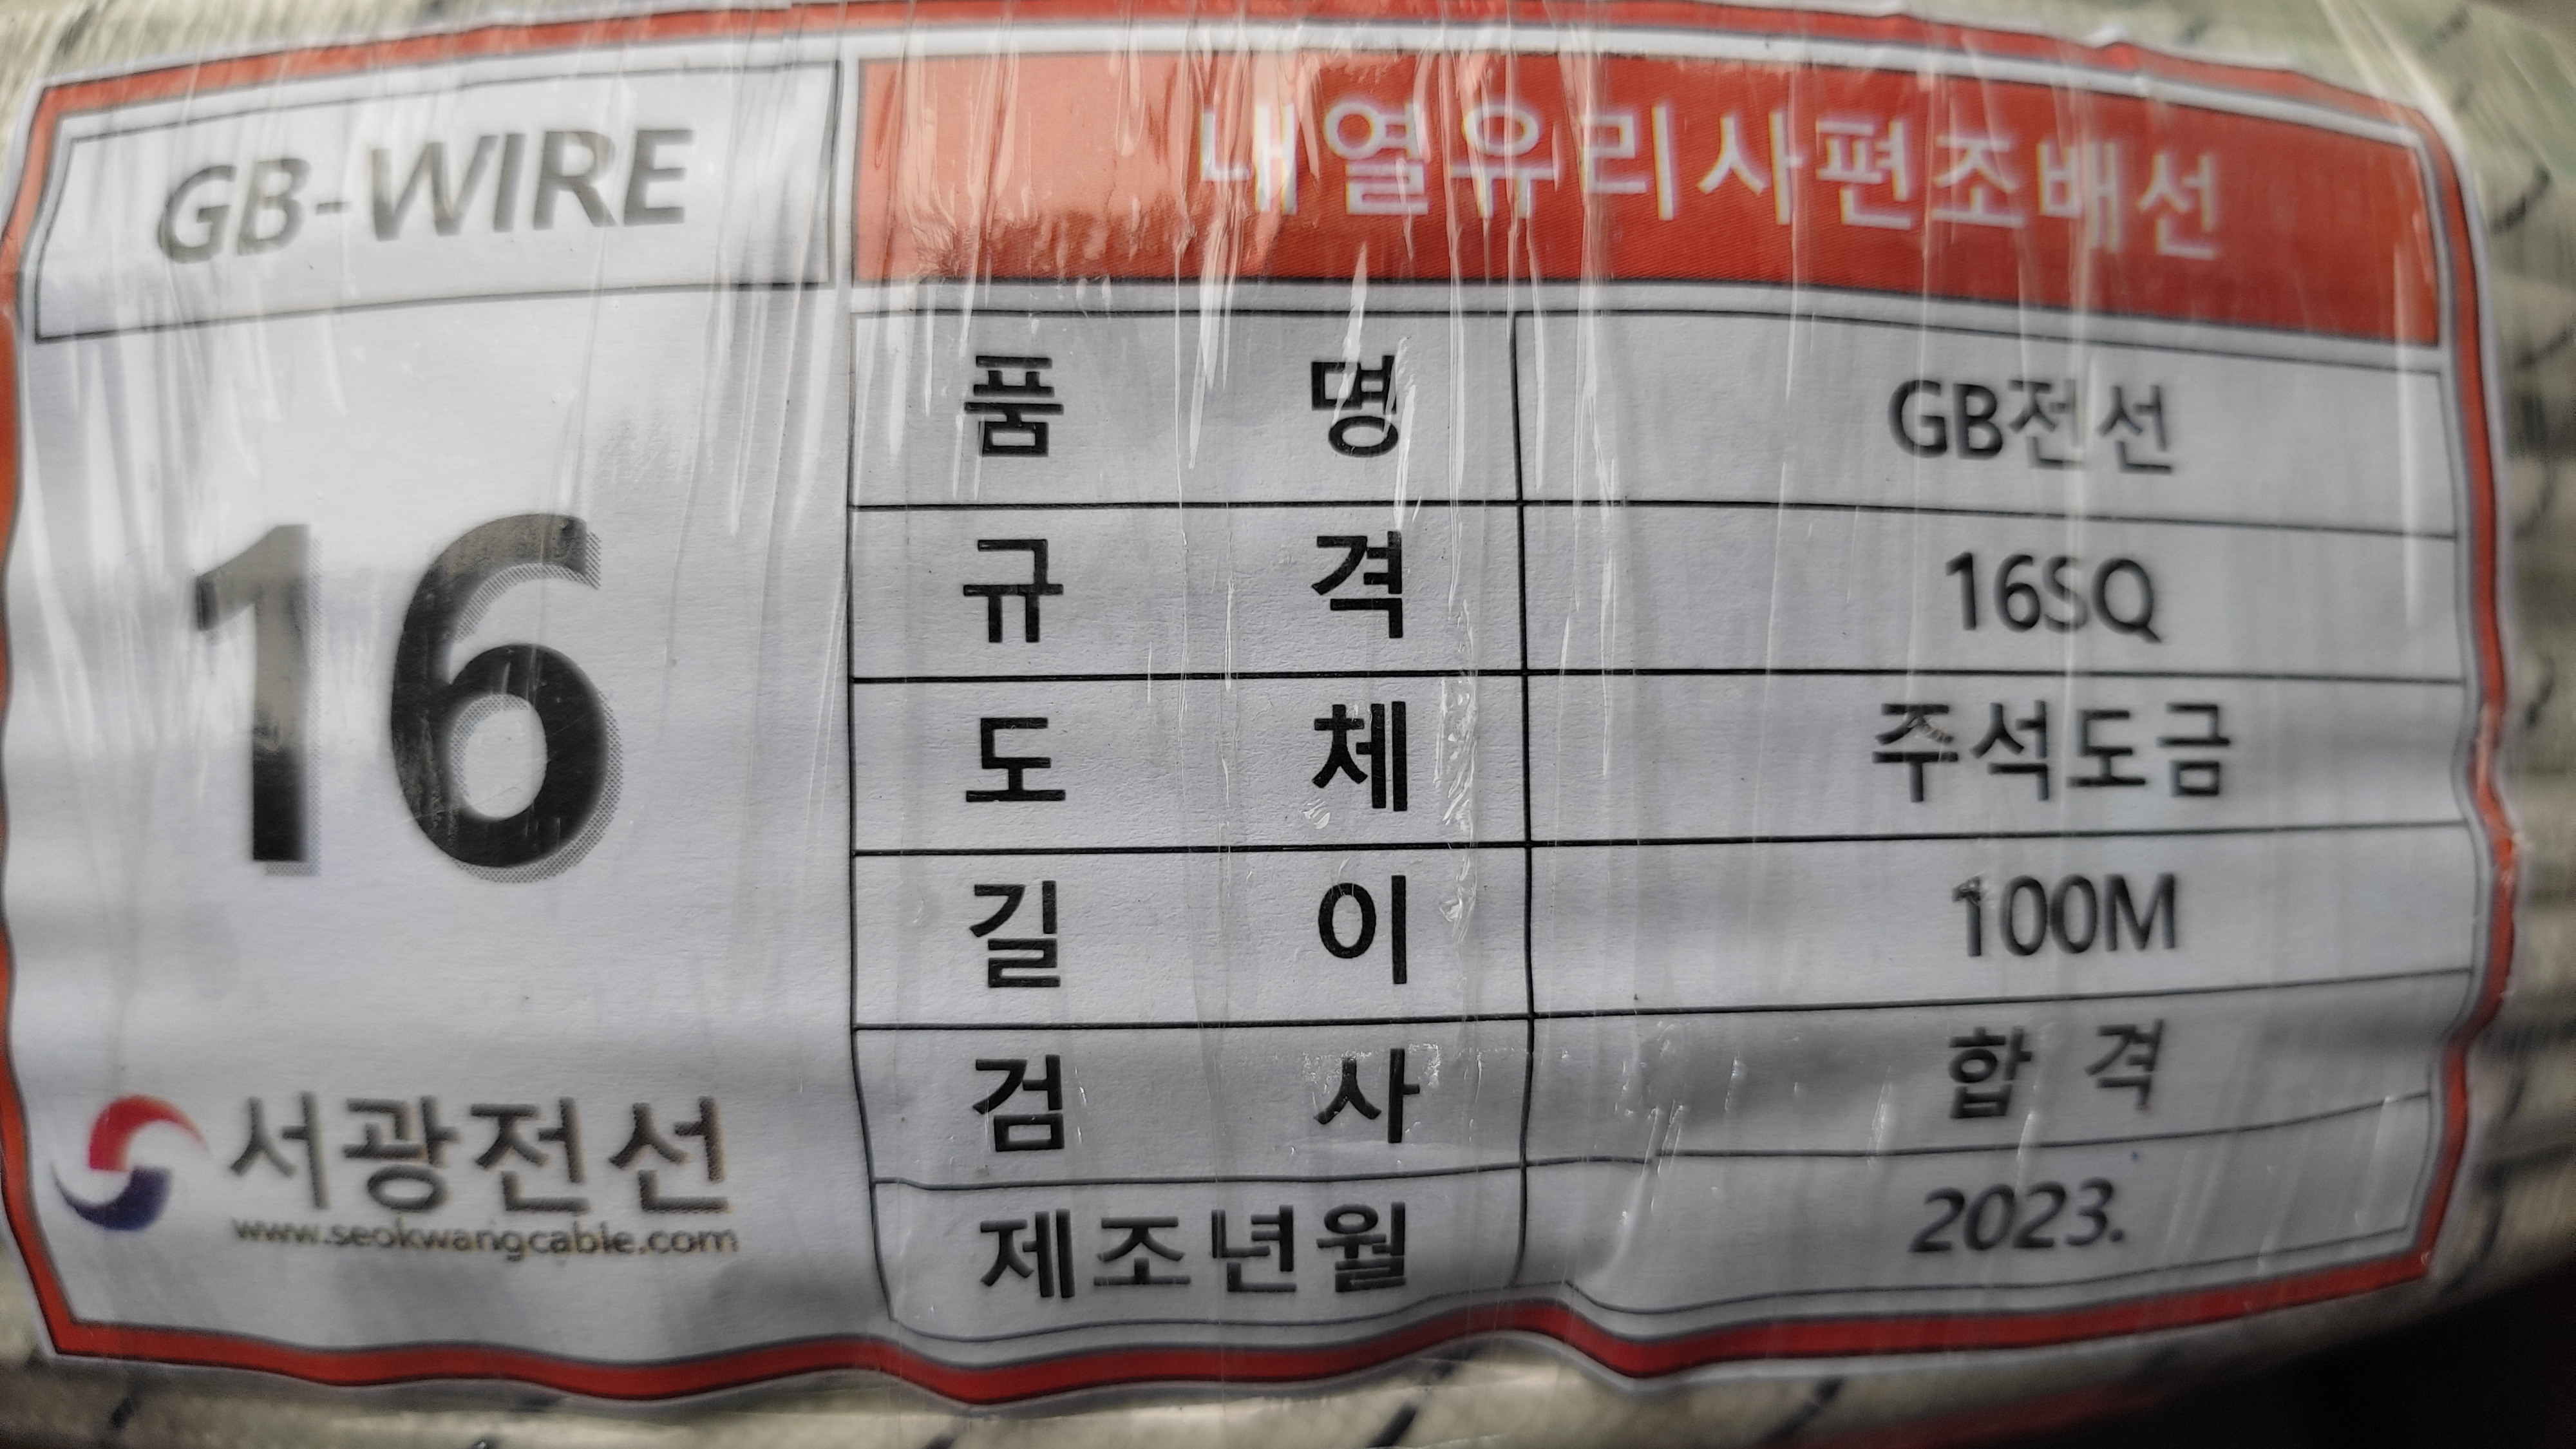 GB-WIRE
내열유리사편조배선
16
품 명 GB전선
규 격 16SQ
도 체 주석도금
길 이 100M
검 사 합 격
제조년월 2023.
서광전선
www.seokwangcable.com